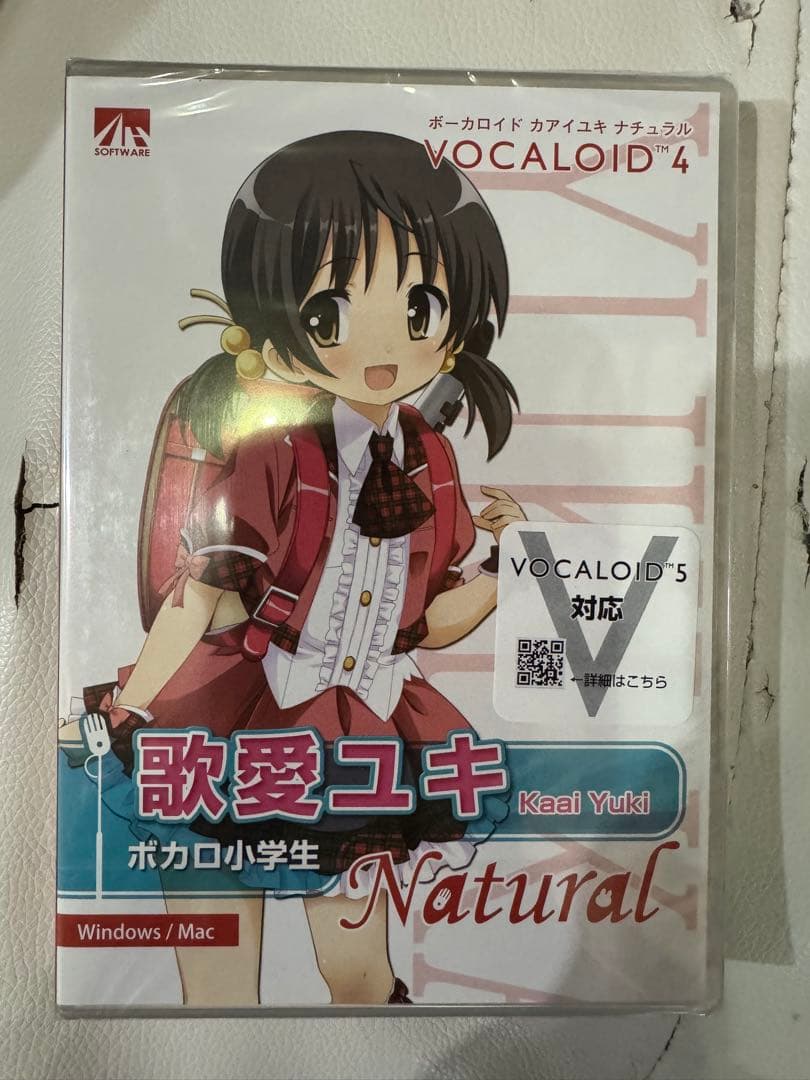 AH
SOFTWARE
ボーカロイド カアイユキ ナチュラル
VOCALOID™4
VOCALOID™5
対応
←詳細はこちら
歌愛ユキ
Kaai Yuki
ボカロ小学生
Natural
Windows / Mac